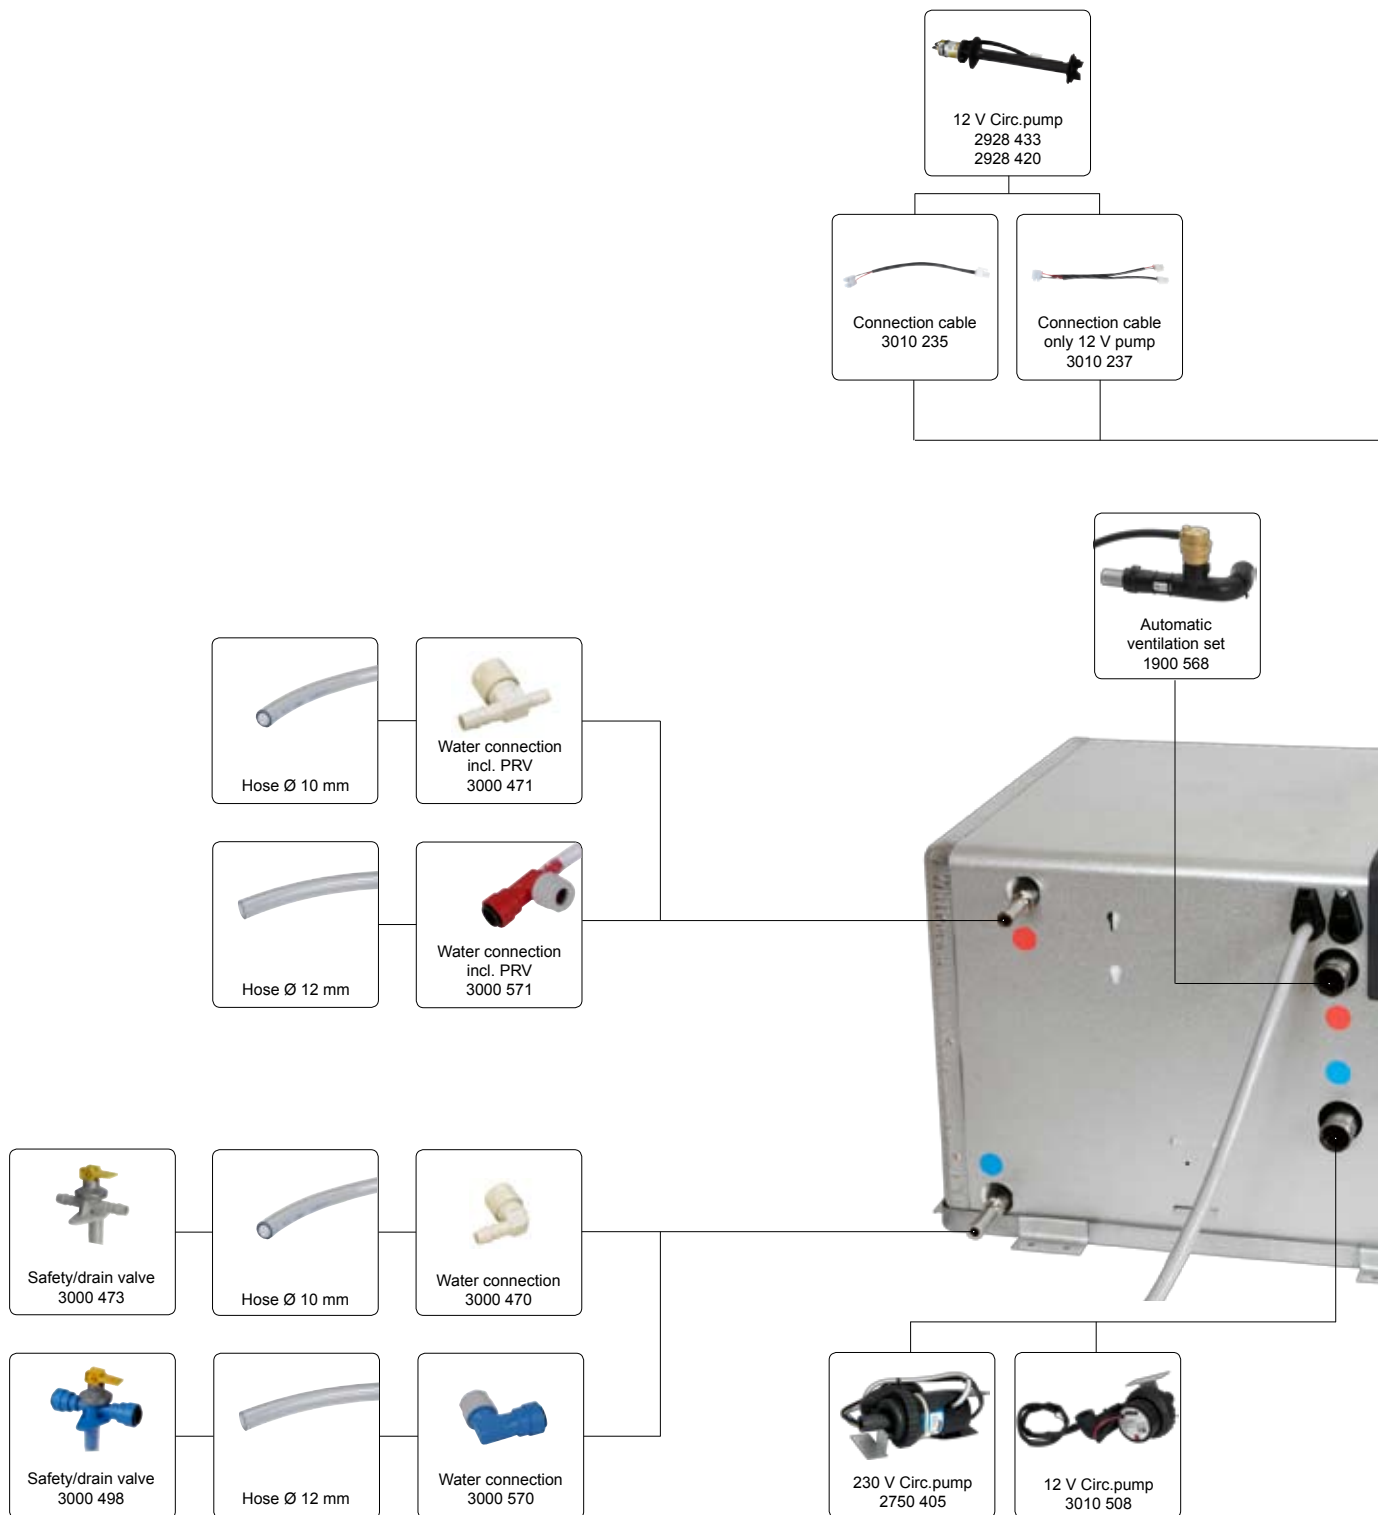 12 V Circ.pump
2928 433
2928 420
Connection cable
3010 235
Connection cable
only 12 V pump
3010 237
Automatic
ventilation set
1900 568
Hose Ø 10 mm
Water connection
incl. PRV
3000 471
Hose Ø 12 mm
Water connection
incl. PRV
3000 571
Safety/drain valve
3000 473
Hose Ø 10 mm
Water connection
3000 470
Safety/drain valve
3000 498
Hose Ø 12 mm
Water connection
3000 570
230 V Circ.pump
2750 405
12 V Circ.pump
3010 508